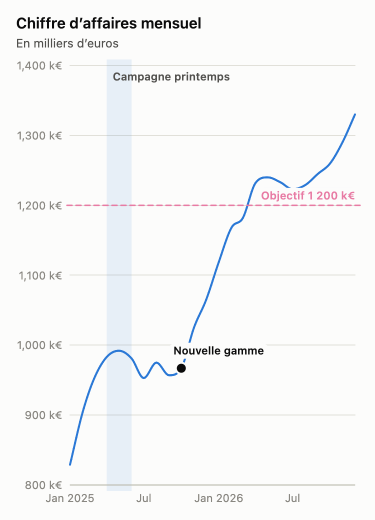 Chiffre d’affaires mensuel
En milliers d’euros
1,400 k€
Campagne printemps
1,300 k€
Objectif 1 200 k€
1,200 k€
1,100 k€
1,000 k€
Nouvelle gamme
900 k€
800 k€
Jan 2025 Jul Jan 2026 Jul